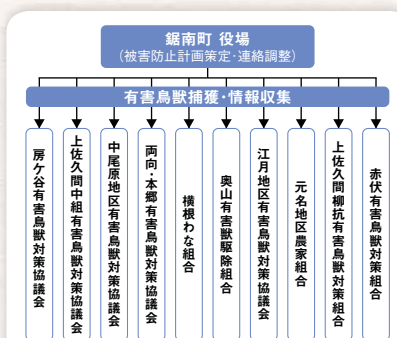 鋸南町 役場
（被害防止計画策定・連絡調整）
有害鳥獣捕獲・情報収集
房ケ谷有害鳥獣対策協議会
上佐久間中組有害鳥獣対策協議会
中尾原地区有害鳥獣対策協議会
両向・本郷有害鳥獣対策協議会
横根わな組合
奥山有害獣駆除組合
江月地区有害鳥獣対策協議会
元名地区農家組合
上佐久間柳抗有害鳥獣対策組合
赤伏有害鳥獣対策組合